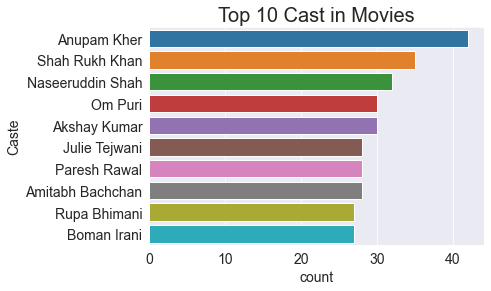 Top 10 Cast in Movies
Caste
Anupam Kher
Shah Rukh Khan
Naseeruddin Shah
Om Puri
Akshay Kumar
Julie Tejwani
Paresh Rawal
Amitabh Bachchan
Rupa Bhimani
Boman Irani
0 10 20 30 40
count